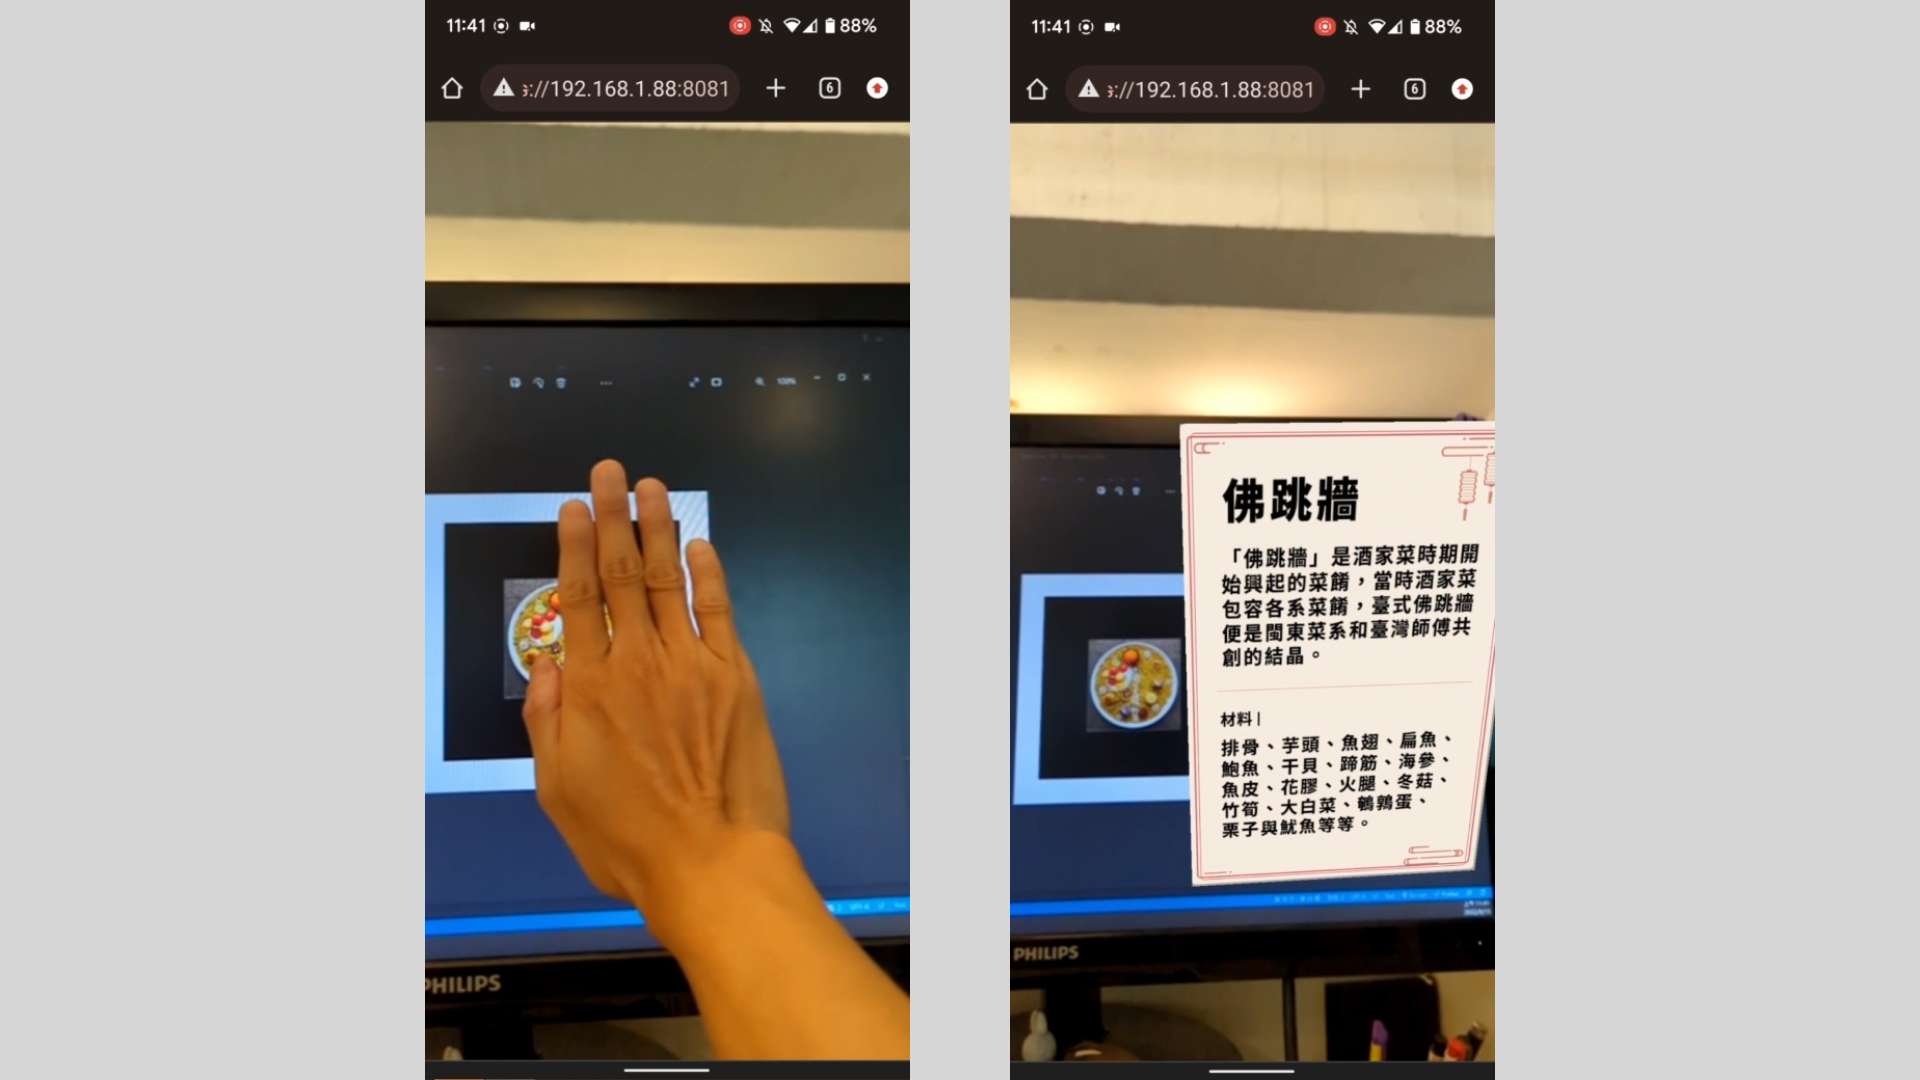 11:41
88%
://192.168.1.88:8081
6
100%
PHILIPS
11:41
88%
://192.168.1.88:8081
6
佛跳牆
「佛跳牆」是酒家菜時期開
始興起的菜餚，當時酒家菜
包容各系菜餚，臺式佛跳牆
便是閩東菜系和臺灣師傅共
創的結晶。
材料|
排骨、芋頭、魚翅、扁魚、
鮑魚、干貝、蹄筋、海參、
魚皮、花膠、火腿、冬菇、
竹筍、大白菜、鵪鶉蛋、
栗子與魷魚等等。
PHILIPS